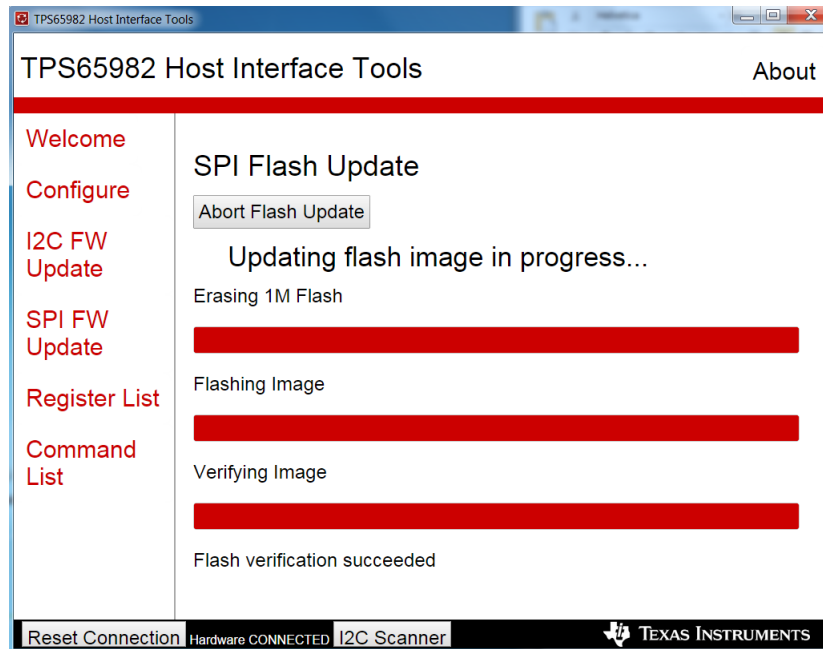 TPS65982 Host Interface Tools
TPS65982 Host Interface Tools
About
Welcome
Configure
I2C FW
Update
SPI FW
Update
Register List
Command
List
SPI Flash Update
Abort Flash Update
Updating flash image in progress...
Erasing 1M Flash
Flashing Image
Verifying Image
Flash verification succeeded
Reset Connection Hardware CONNECTED I2C Scanner
TEXAS INSTRUMENTS